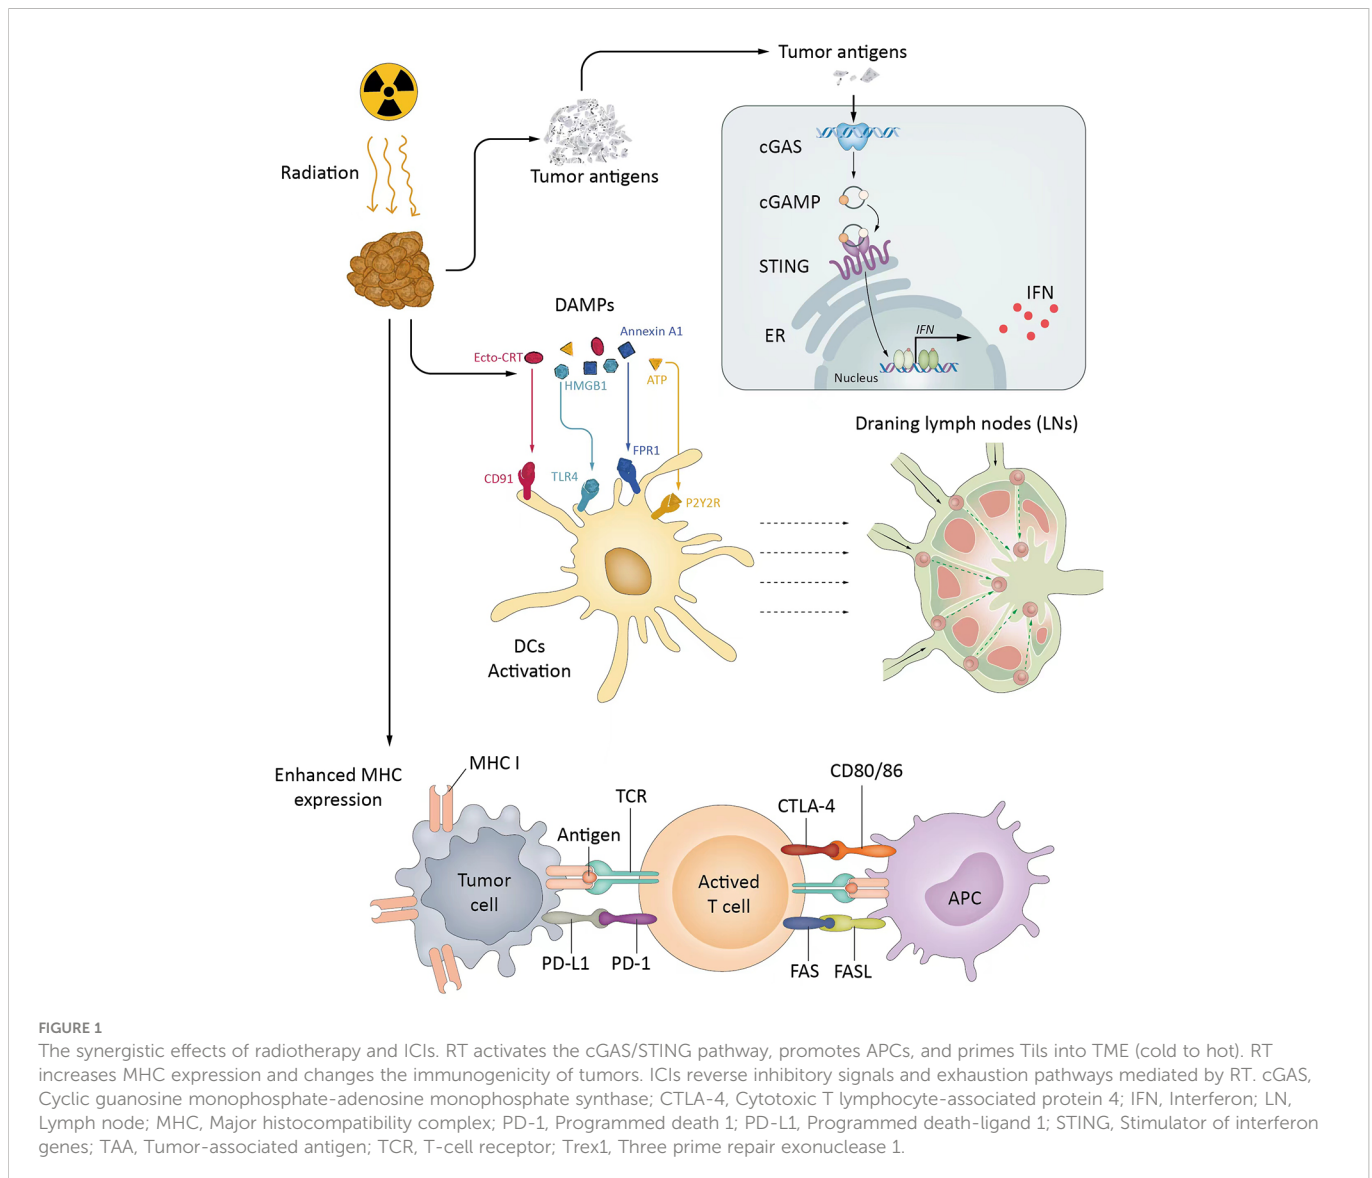 Tumor antigens
Radiation
Tumor antigens
cGAS
cGAMP
STING
ER
IFN
IFN
Nucleus
DAMPs
Annexin A1
Ecto-CRT
HMGB1
ATP
CD91
TLR4
FPR1
P2Y2R
DCs
Activation
Draning lymph nodes (LNs)
Enhanced MHC
expression
MHC I
Antigen
TCR
CTLA-4
CD80/86
Tumor
cell
Actived
T cell
APC
PD-L1
PD-1
FAS
FASL
FIGURE 1
The synergistic effects of radiotherapy and ICIs. RT activates the cGAS/STING pathway, promotes APCs, and primes Tils into TME (cold to hot). RT
increases MHC expression and changes the immunogenicity of tumors. ICIs reverse inhibitory signals and exhaustion pathways mediated by RT. cGAS,
Cyclic guanosine monophosphate-adenosine monophosphate synthase; CTLA-4, Cytotoxic T lymphocyte-associated protein 4; IFN, Interferon; LN,
Lymph node; MHC, Major histocompatibility complex; PD-1, Programmed death 1; PD-L1, Programmed death-ligand 1; STING, Stimulator of interferon
genes; TAA, Tumor-associated antigen; TCR, T-cell receptor; Trex1, Three prime repair exonuclease 1.